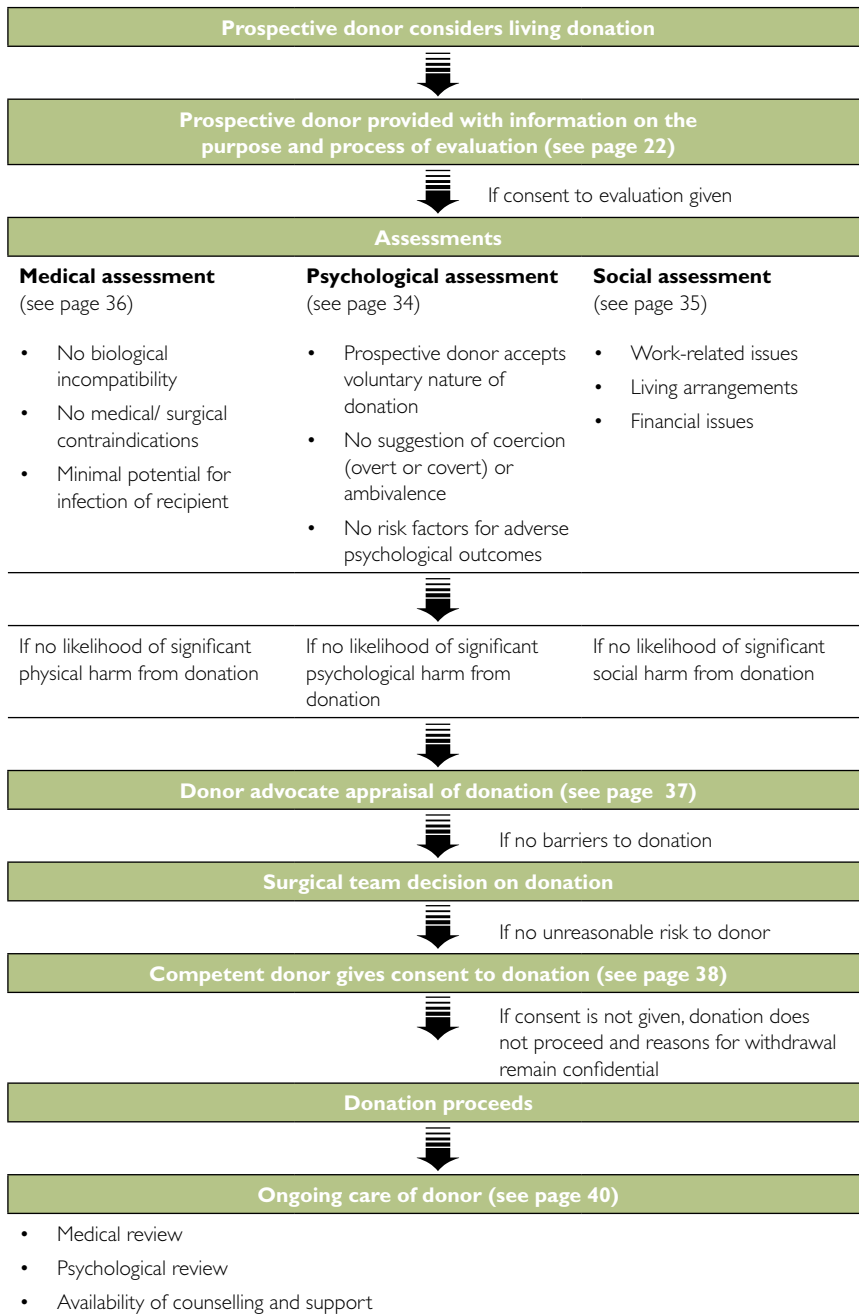 Prospective donor considers living donation
Prospective donor provided with information on the
purpose and process of evaluation (see page 22)
If consent to evaluation given
Assessments
Medical assessment
(see page 36)
• No biological
incompatibility
• No medical/ surgical
contraindications
• Minimal potential for
infection of recipient
Psychological assessment
(see page 34)
• Prospective donor accepts
voluntary nature of
donation
• No suggestion of coercion
(overt or covert) or
ambivalence
• No risk factors for adverse
psychological outcomes
Social assessment
(see page 35)
• Work-related issues
• Living arrangements
• Financial issues
If no likelihood of significant
physical harm from donation
If no likelihood of significant
psychological harm from
donation
If no likelihood of significant
social harm from donation
Donor advocate appraisal of donation (see page 37)
If no barriers to donation
Surgical team decision on donation
If no unreasonable risk to donor
Competent donor gives consent to donation (see page 38)
If consent is not given, donation does
not proceed and reasons for withdrawal
remain confidential
Donation proceeds
Ongoing care of donor (see page 40)
• Medical review
• Psychological review
• Availability of counselling and support